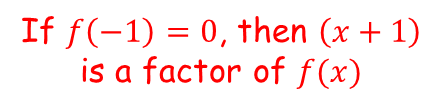 If f(−1) = 0, then (x + 1)
is a factor of f(x)